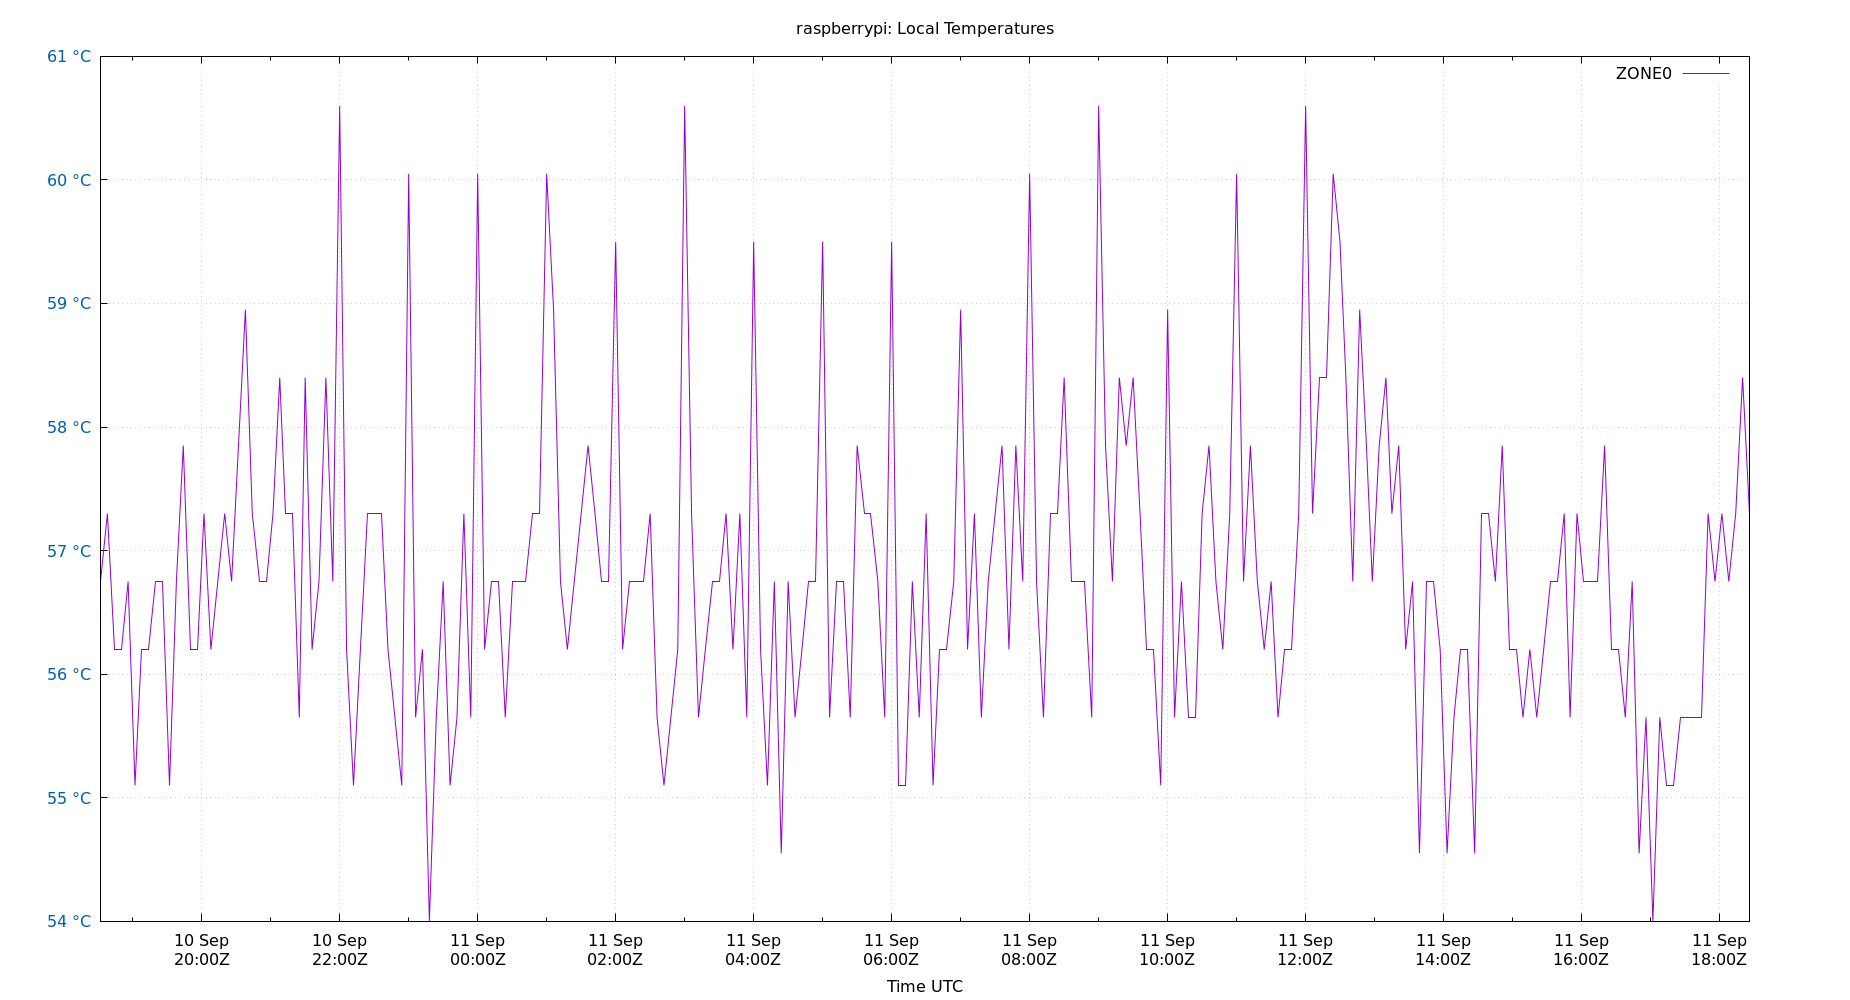 raspberrypi: Local Temperatures
ZONE0
61 °C
60 °C
59 °C
58 °C
57 °C
56 °C
55 °C
54 °C
10 Sep
20:00Z
10 Sep
22:00Z
11 Sep
00:00Z
11 Sep
02:00Z
11 Sep
04:00Z
11 Sep
06:00Z
11 Sep
08:00Z
11 Sep
10:00Z
11 Sep
12:00Z
11 Sep
14:00Z
11 Sep
16:00Z
11 Sep
18:00Z
Time UTC